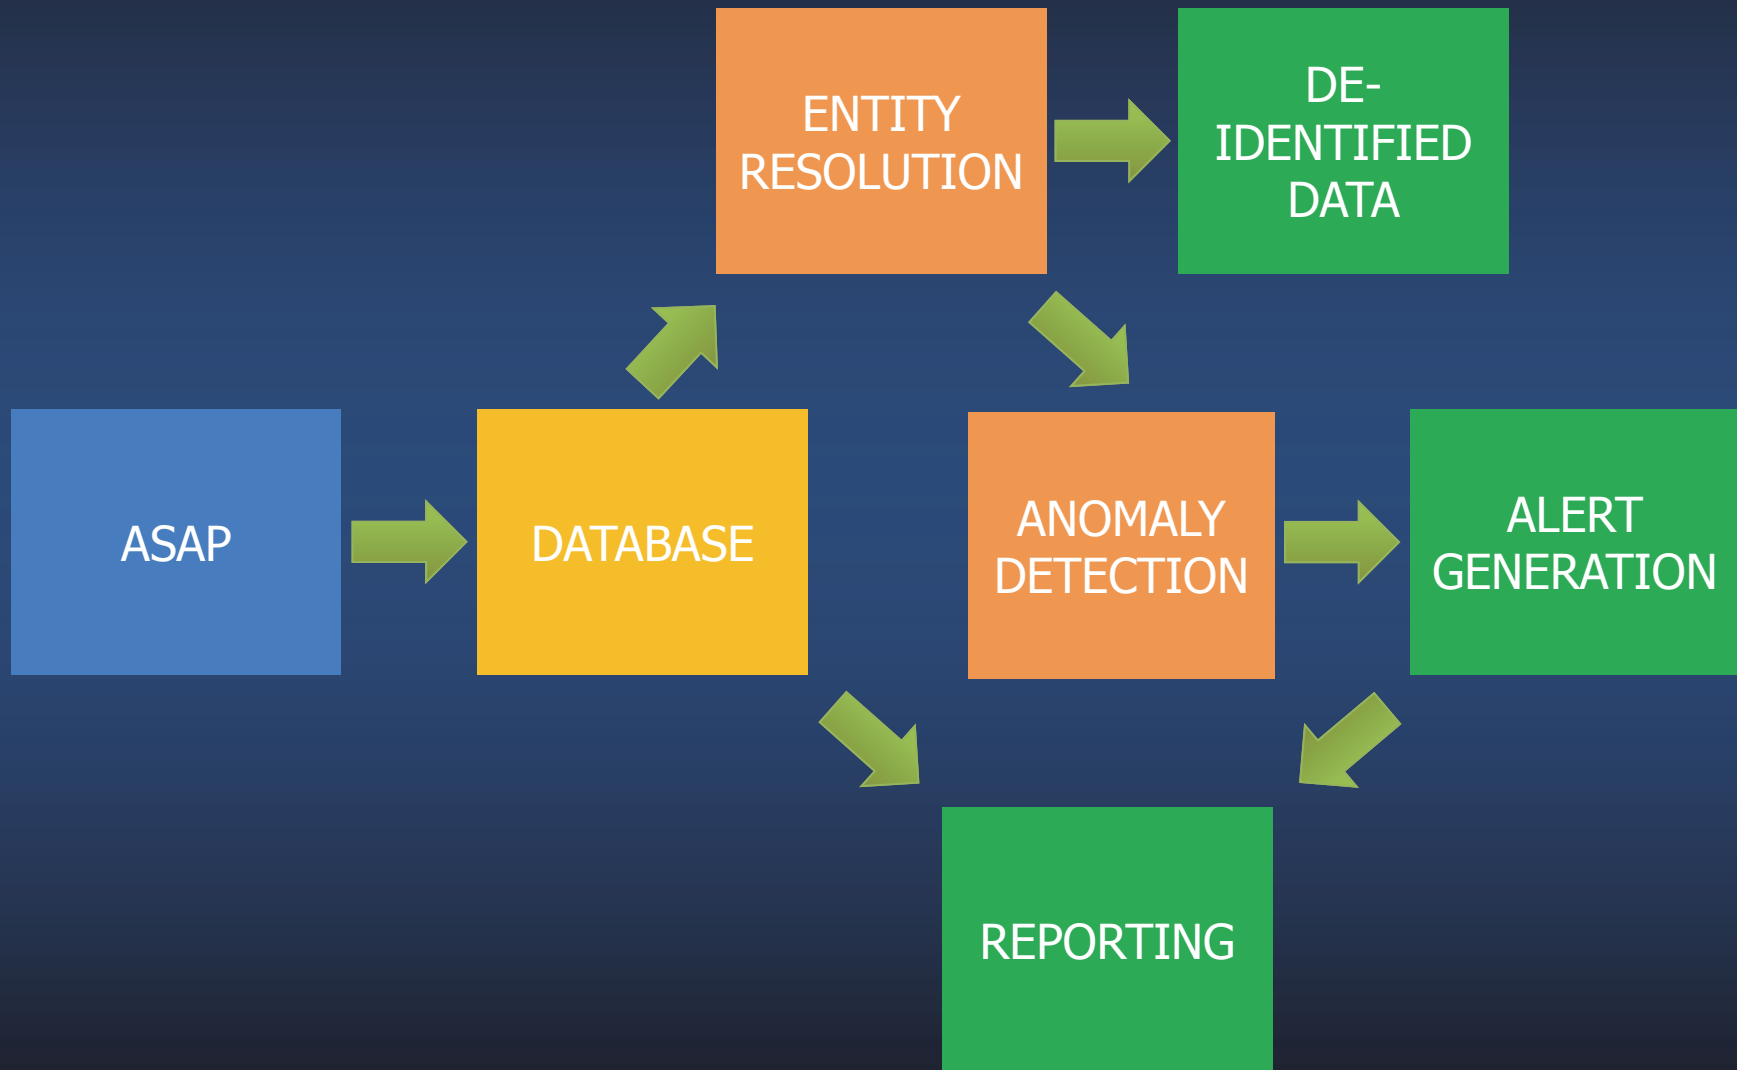 ENTITY
RESOLUTION
DE-
IDENTIFIED
DATA
ASAP
DATABASE
ANOMALY
DETECTION
ALERT
GENERATION
REPORTING